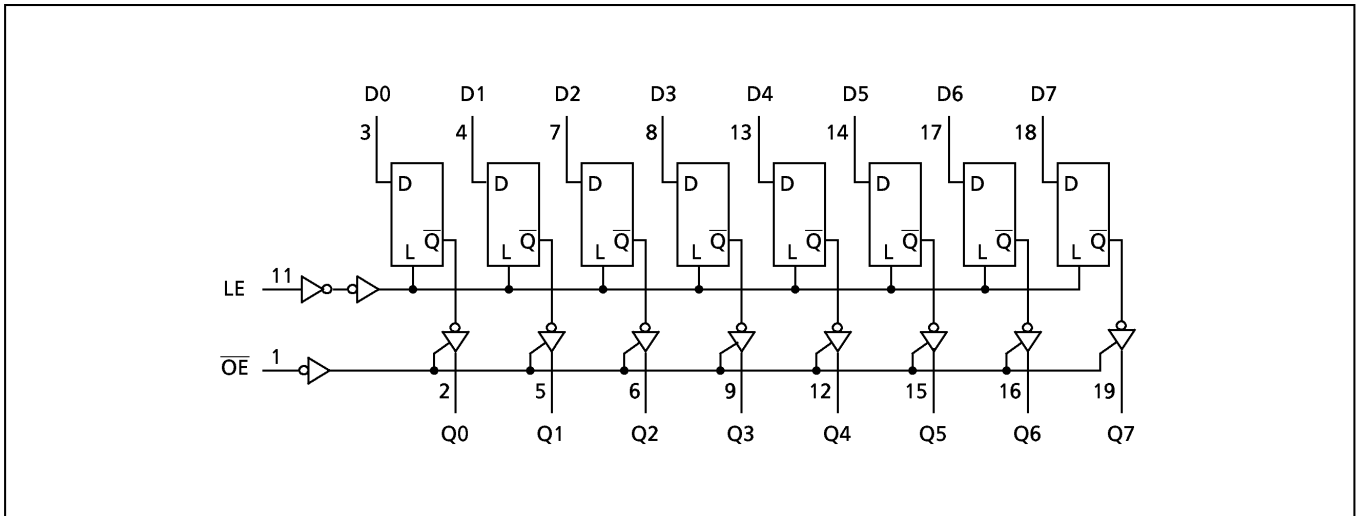 D0 D1 D2 D3 D4 D5 D6 D7
3 4 7 8 13 14 17 18
D D D D D D D D
Q̅ Q̅ Q̅ Q̅ Q̅ Q̅ Q̅ Q̅
L L L L L L L L
LE 11
O̅E̅ 1
2 5 6 9 12 15 16 19
Q0 Q1 Q2 Q3 Q4 Q5 Q6 Q7